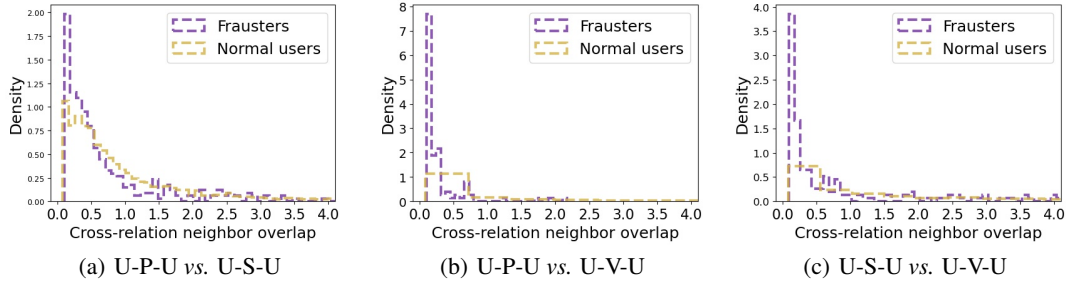 2.00
1.75
1.50
1.25
1.00
0.75
0.50
0.25
0.00
Density
Frausters
Normal users
0.0 0.5 1.0 1.5 2.0 2.5 3.0 3.5 4.0
Cross-relation neighbor overlap
(a) U-P-U vs. U-S-U
8
7
6
5
4
3
2
1
0
Density
Frausters
Normal users
0.0 0.5 1.0 1.5 2.0 2.5 3.0 3.5 4.0
Cross-relation neighbor overlap
(b) U-P-U vs. U-V-U
4.0
3.5
3.0
2.5
2.0
1.5
1.0
0.5
0.0
Density
Frausters
Normal users
0.0 0.5 1.0 1.5 2.0 2.5 3.0 3.5 4.0
Cross-relation neighbor overlap
(c) U-S-U vs. U-V-U